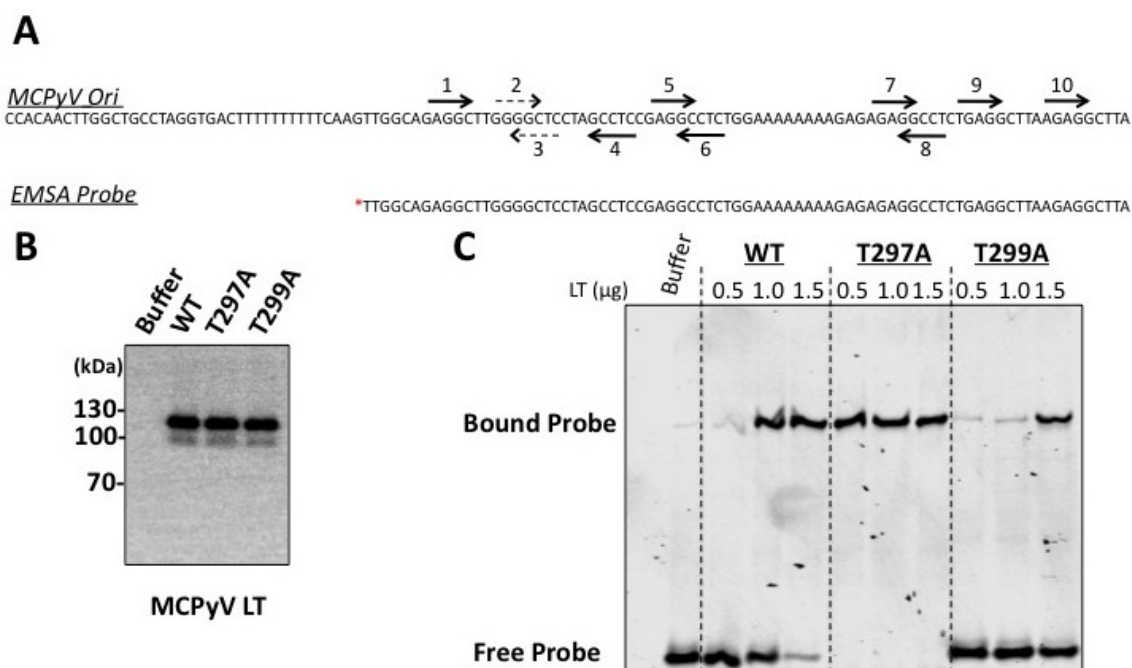 A
1 2 5 7 9 10
MCPyV Ori
CCACAACTTGGCTGCCTAGGTGACTTTTTTTTTTCAAGTTGGCAGAGGCTTGGGGCTCCTAGCCTCCGAGGCCTCTGGAAAAAAAAGAGAGAGGCCTCTGAGGCTTAAGAGGCTTA
3 4 6 8
EMSA Probe
*TTGGCAGAGGCTTGGGGCTCCTAGCCTCCGAGGCCTCTGGAAAAAAAAGAGAGAGGCCTCTGAGGCTTAAGAGGCTTA
B
Buffer
WT
T297A
T299A
(kDa)
130-
100-
70-
MCPyV LT
C
Buffer WT T297A T299A
LT (µg) 0.5 1.0 1.5 0.5 1.0 1.5 0.5 1.0 1.5
Bound Probe
Free Probe